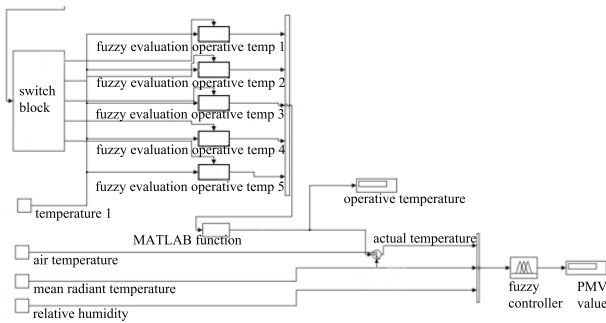 fuzzy evaluation operative temp 1
switch
block
fuzzy evaluation operative temp 2
fuzzy evaluation operative temp 3
fuzzy evaluation operative temp 4
fuzzy evaluation operative temp 5
temperature 1
operative temperature
MATLAB function
actual temperature
air temperature
mean radiant temperature
fuzzy
controller
PMV
value
relative humidity